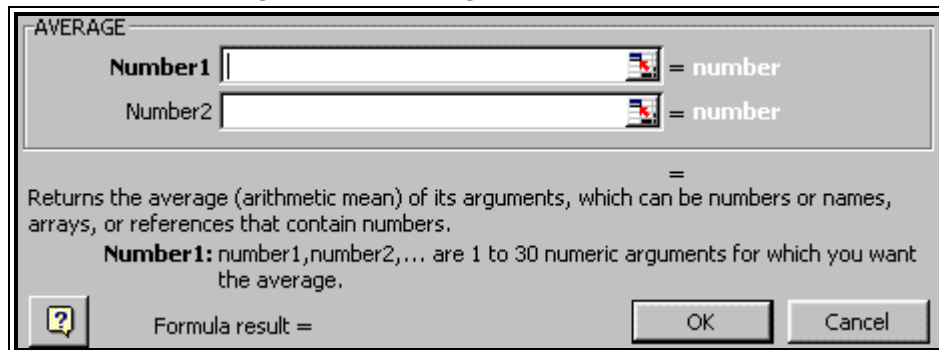 AVERAGE
Number1 = number
Number2 = number
=
Returns the average (arithmetic mean) of its arguments, which can be numbers or names,
arrays, or references that contain numbers.
Number1: number1,number2,... are 1 to 30 numeric arguments for which you want
the average.
? Formula result = OK Cancel